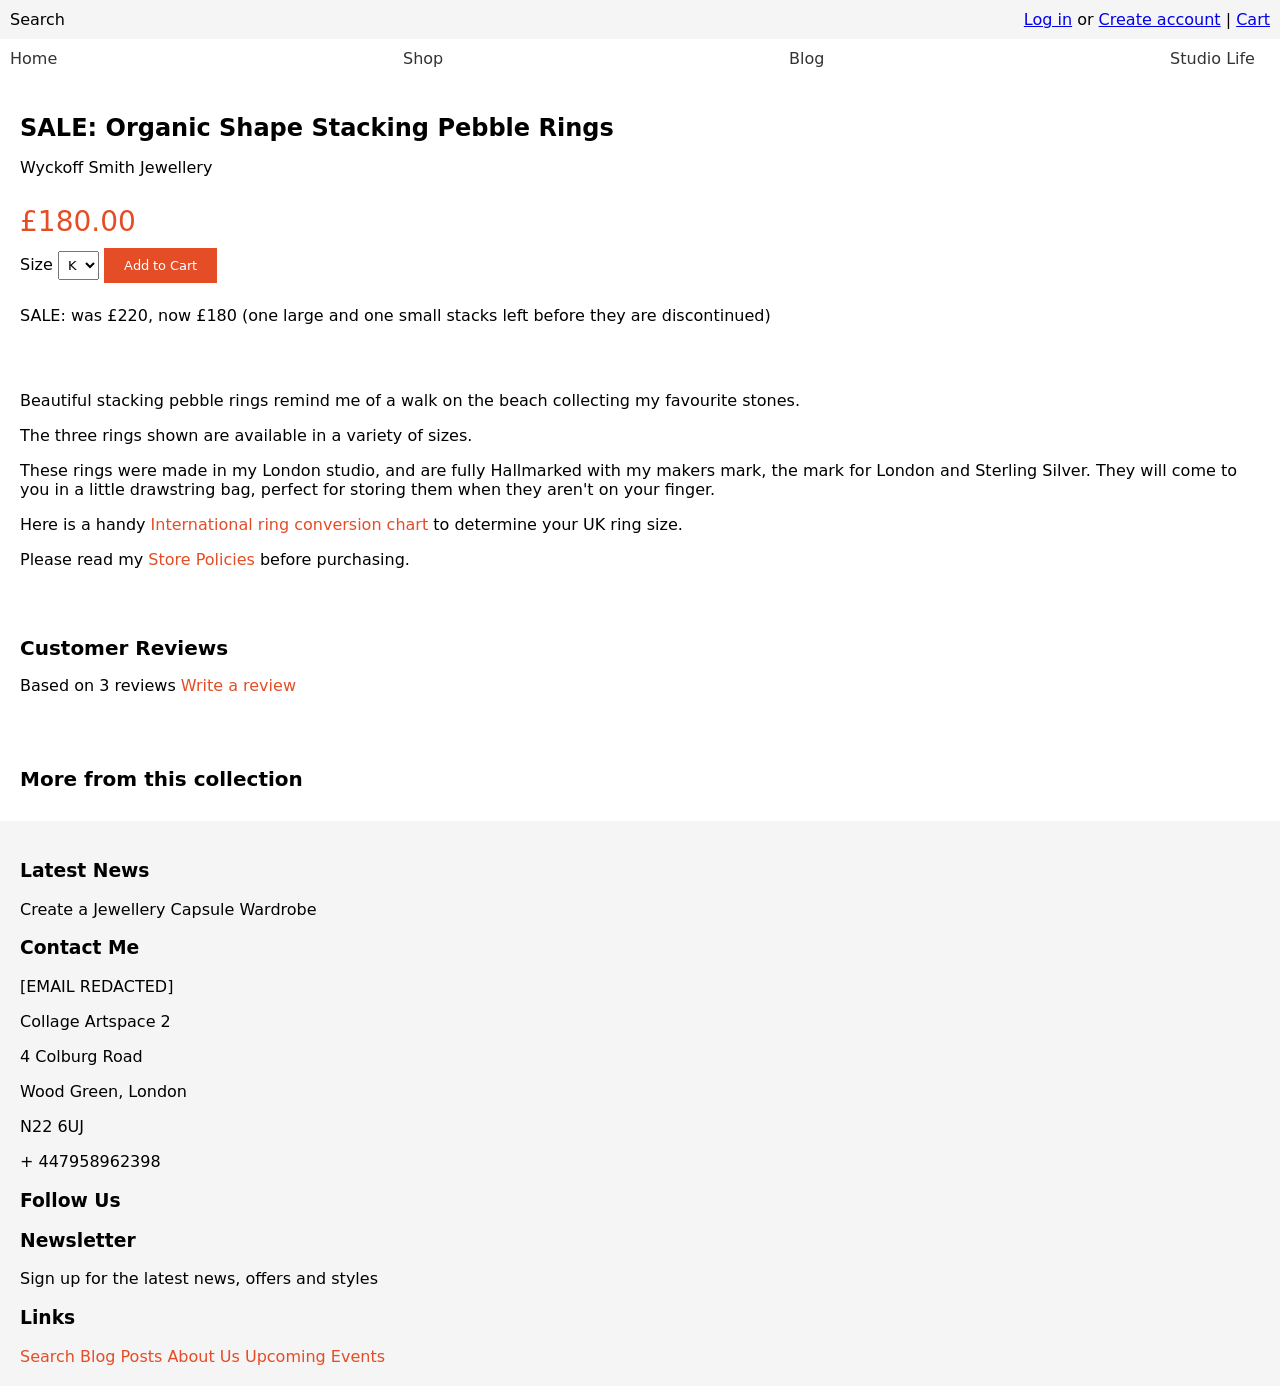 Search
Log in or Create account | Cart
Home
Shop
Blog
Studio Life
SALE: Organic Shape Stacking Pebble Rings
Wyckoff Smith Jewellery
£180.00
Size K Add to Cart
SALE: was £220, now £180 (one large and one small stacks left before they are discontinued)
Beautiful stacking pebble rings remind me of a walk on the beach collecting my favourite stones.
The three rings shown are available in a variety of sizes.
These rings were made in my London studio, and are fully Hallmarked with my makers mark, the mark for London and Sterling Silver. They will come to
you in a little drawstring bag, perfect for storing them when they aren't on your finger.
Here is a handy International ring conversion chart to determine your UK ring size.
Please read my Store Policies before purchasing.
Customer Reviews
Based on 3 reviews Write a review
More from this collection
Latest News
Create a Jewellery Capsule Wardrobe
Contact Me
[EMAIL REDACTED]
Collage Artspace 2
4 Colburg Road
Wood Green, London
N22 6UJ
+ 447958962398
Follow Us
Newsletter
Sign up for the latest news, offers and styles
Links
Search Blog Posts About Us Upcoming Events